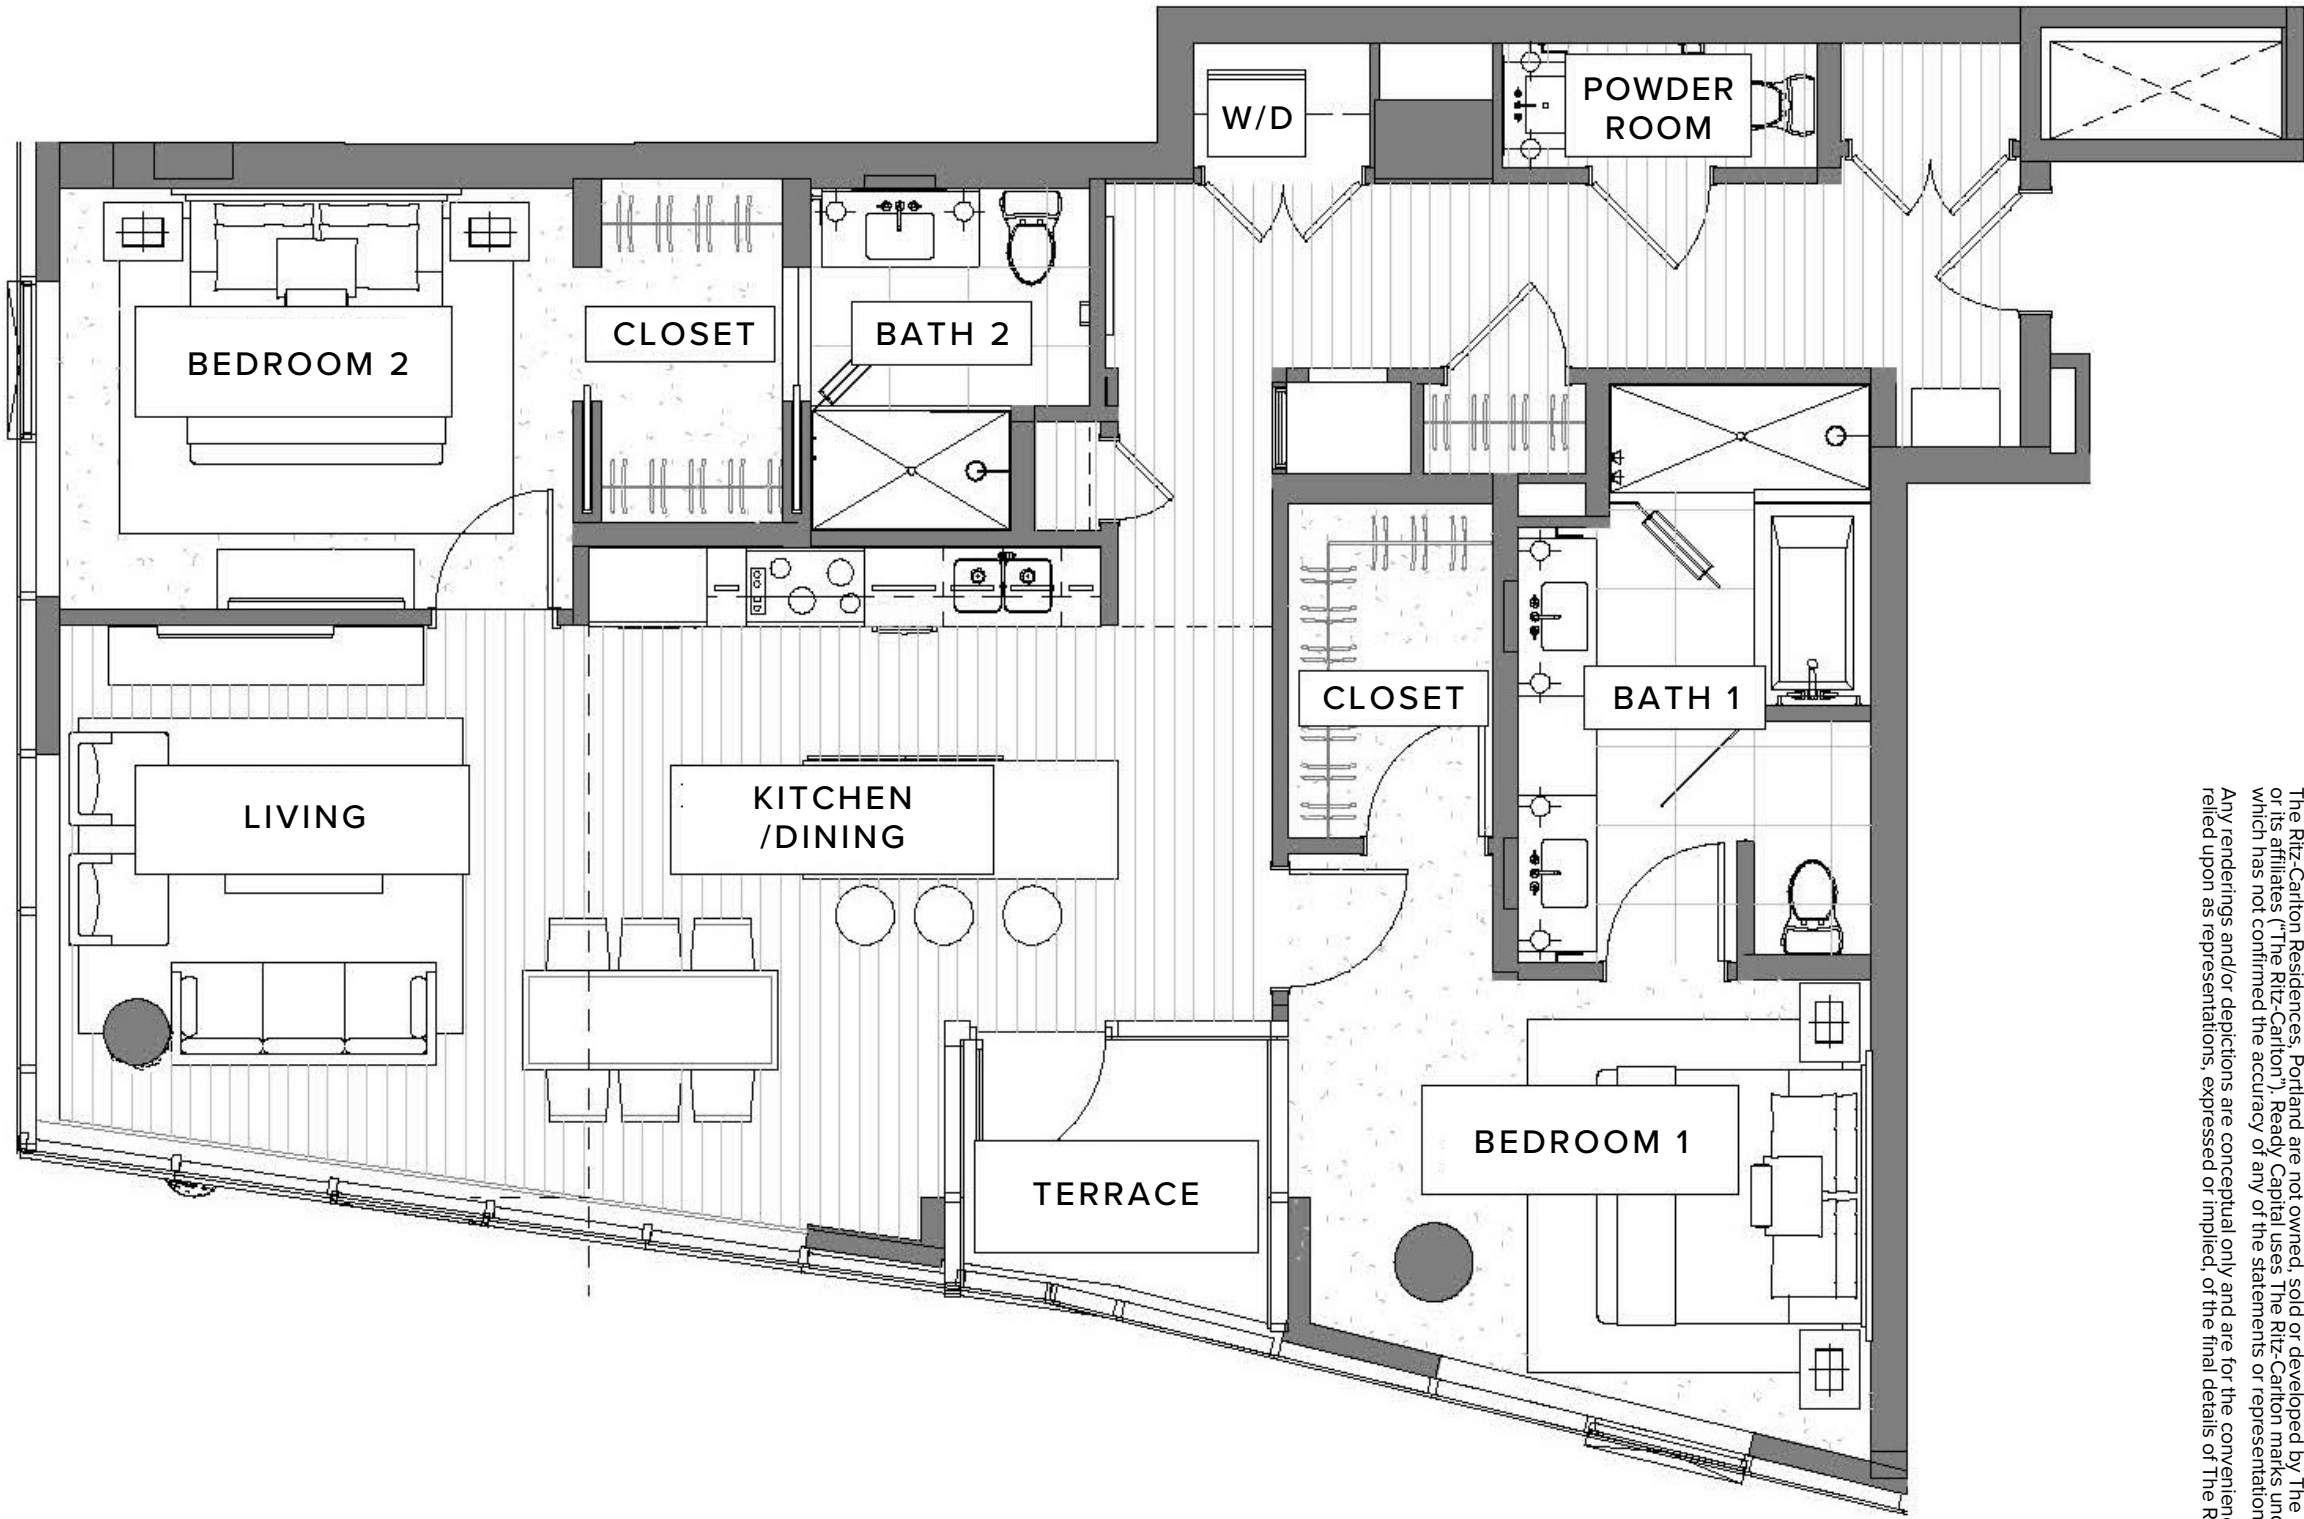 W/D
POWDER
ROOM
BEDROOM 2
CLOSET
BATH 2
CLOSET
BATH 1
LIVING
KITCHEN
/DINING
TERRACE
BEDROOM 1
The Ritz-Carlton Residences, Portland are not owned, sold or developed by The
or its affiliates (“The Ritz-Carlton”). Ready Capital uses The Ritz-Carlton marks
which has not confirmed the accuracy of any of the statements or
Any renderings and/or depictions are conceptual only and are for the
relied upon as representations, expressed or implied, of the final details of The